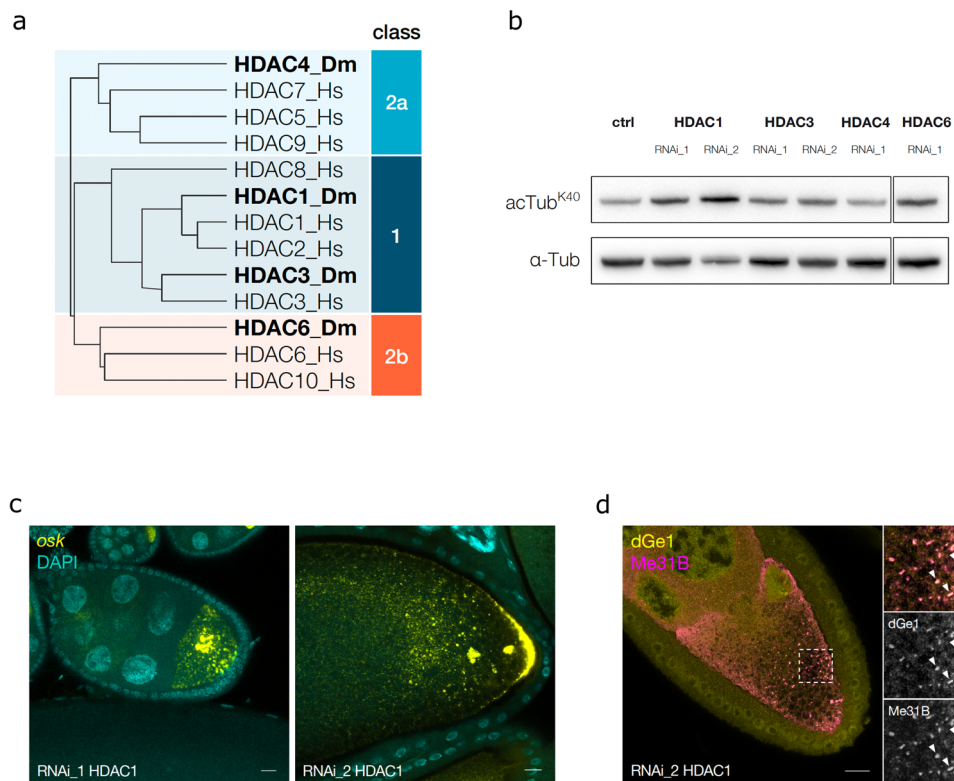 a
class
HDAC4_Dm
HDAC7_Hs
HDAC5_Hs
HDAC9_Hs
2a
HDAC8_Hs
HDAC1_Dm
HDAC1_Hs
HDAC2_Hs
HDAC3_Dm
HDAC3_Hs
1
HDAC6_Dm
HDAC6_Hs
HDAC10_Hs
2b
b
ctrl HDAC1 HDAC3 HDAC4 HDAC6
RNAi_1 RNAi_2 RNAi_1 RNAi_2 RNAi_1 RNAi_1
acTubK40
α-Tub
c
osk
DAPI
RNAi_1 HDAC1
RNAi_2 HDAC1
d
dGe1
Me31B
RNAi_2 HDAC1
dGe1
Me31B